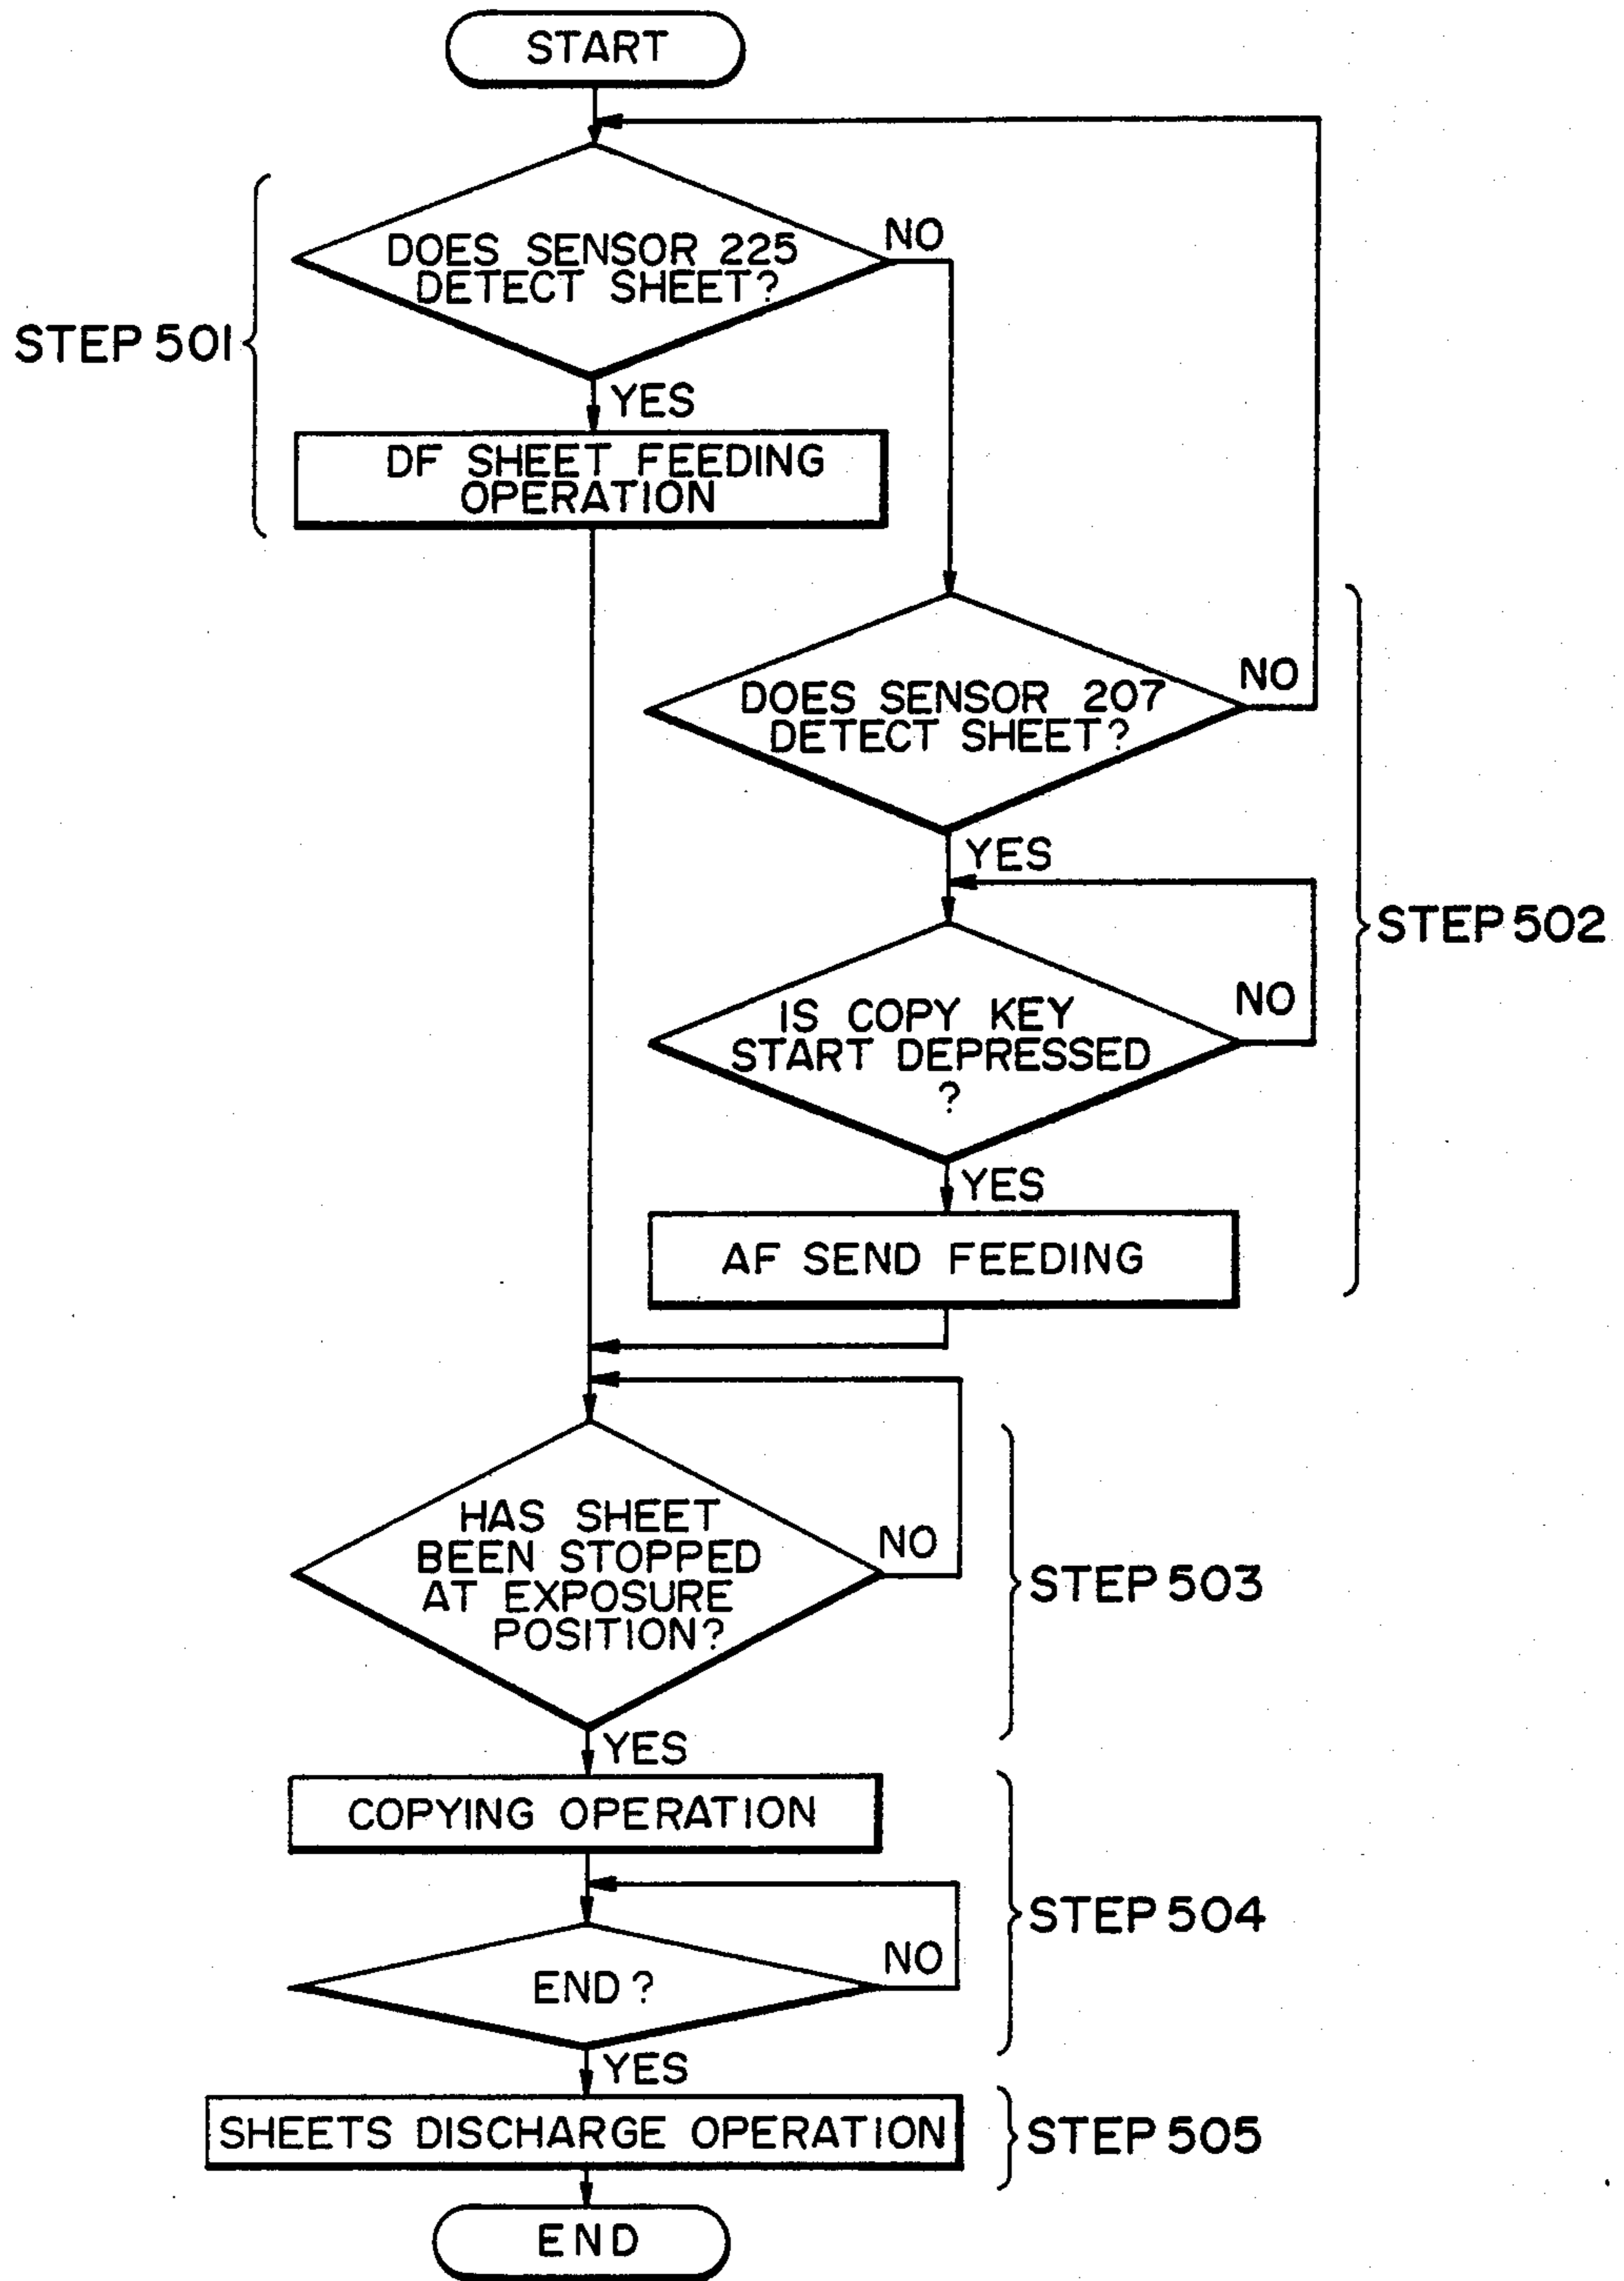 START
DOES SENSOR 225
DETECT SHEET?
NO
STEP 501
YES
DF SHEET FEEDING
OPERATION
DOES SENSOR 207
DETECT SHEET?
NO
YES
STEP 502
IS COPY KEY
START DEPRESSED
?
NO
YES
AF SEND FEEDING
HAS SHEET
BEEN STOPPED
AT EXPOSURE
POSITION?
NO
STEP 503
YES
COPYING OPERATION
STEP 504
END?
NO
YES
SHEETS DISCHARGE OPERATION
STEP 505
END